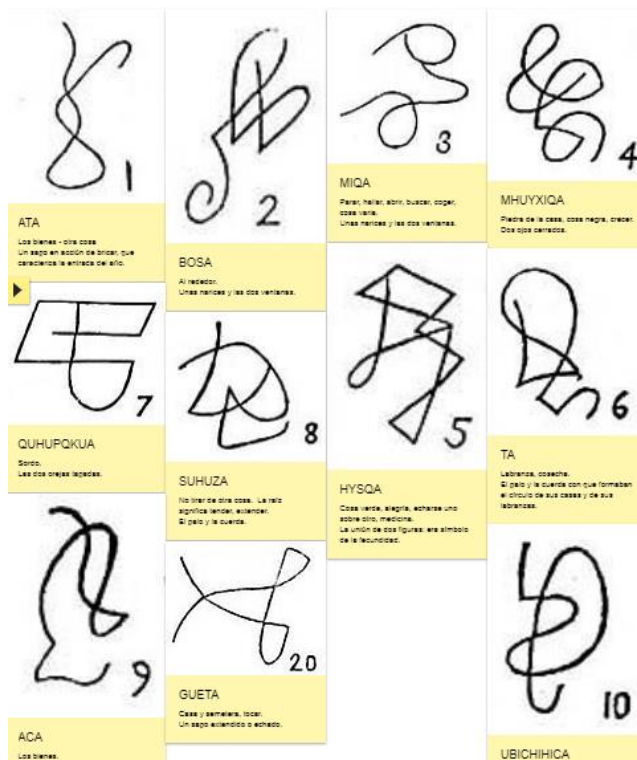 1
ATA
Los bienes - otra cosa
Un sapo en acción de bricar, que
caracteriza la entrada del año.
2
BOSA
Al rededor.
Unas narices y las dos ventanas.
3
MIQA
Parar, hallar, abrir, buscar, coger,
cosa varia.
Unas narices y las dos ventanas.
4
MHUYXIQA
Piedra de la casa, cosa negra, crecer.
Dos ojos cerrados.
7
QUHUPQKUA
Sordo.
Las dos orejas tapadas.
8
SUHUZA
No tirar de otra cosa. La raíz
significa tender, extender.
El palo y la cuerda.
5
HYSQA
Cosa verde, alegría, echarse uno
sobre otro, medicina.
La unión de dos figuras: era símbolo
de la fecundidad.
6
TA
Labranza, cosecha.
El palo y la cuerda con que formaban
el círculo de sus casas y de sus
labranzas.
9
ACA
Los bienes.
20
GUETA
Casa y sementera, tocar.
Un sapo extendido o echado.
10
UBICHIHICA